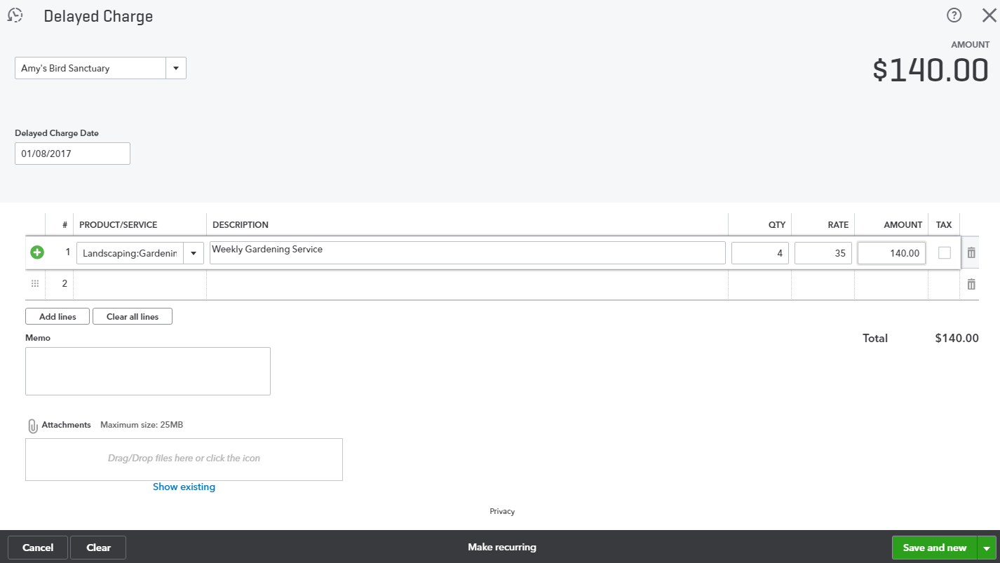 Delayed Charge
?
AMOUNT
$140.00
Amy's Bird Sanctuary
Delayed Charge Date
01/08/2017
# PRODUCT/SERVICE DESCRIPTION QTY RATE AMOUNT TAX
1 Landscaping:Gardenin Weekly Gardening Service 4 35 140.00
2
Add lines Clear all lines
Memo
Total $140.00
Attachments Maximum size: 25MB
Drag/Drop files here or click the icon
Show existing
Privacy
Cancel Clear Make recurring Save and new